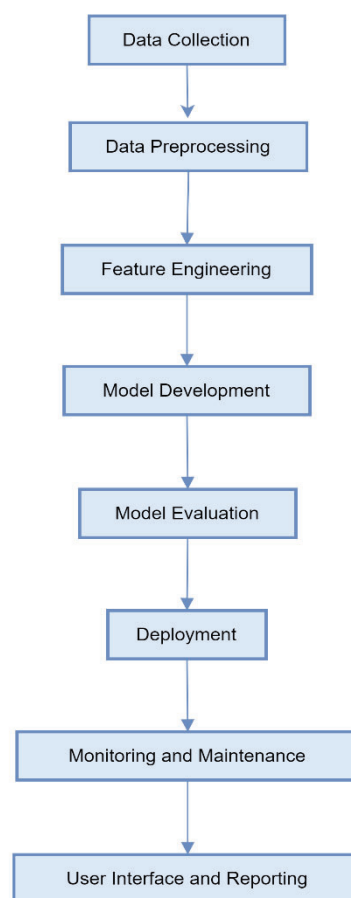 Data Collection
Data Preprocessing
Feature Engineering
Model Development
Model Evaluation
Deployment
Monitoring and Maintenance
User Interface and Reporting